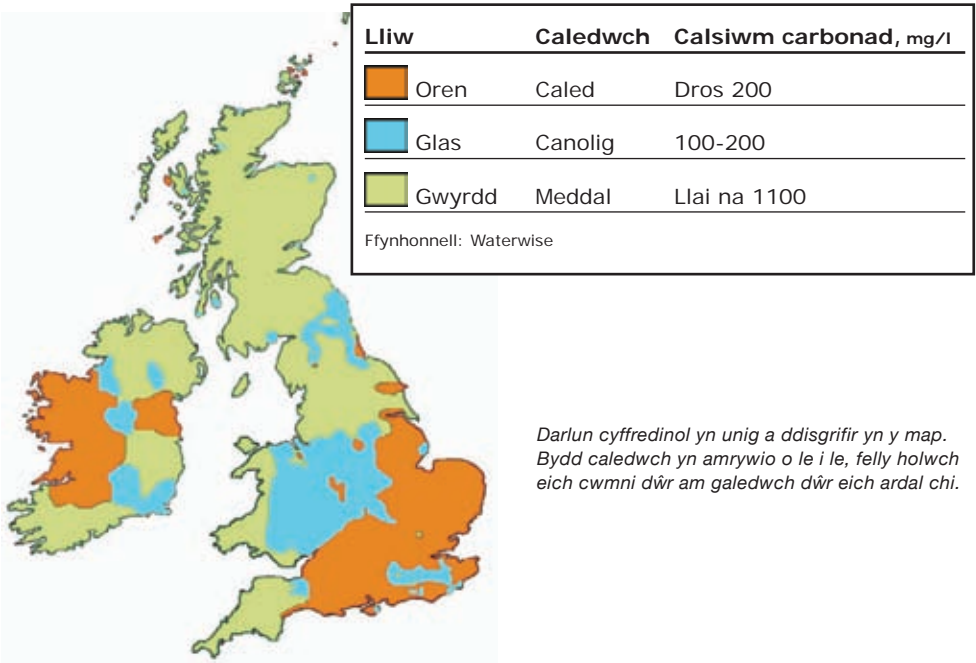 Lliw Caledwch Calsiwm carbonad, mg/l
Oren Caled Dros 200
Glas Canolig 100-200
Gwyrdd Meddal Llai na 1100
Ffynhonnell: Waterwise
Darlun cyffredinol yn unig a ddisgrifir yn y map.
Bydd caledwch yn amrywio o le i le, felly holwch
eich cwmni dŵr am galedwch dŵr eich ardal chi.